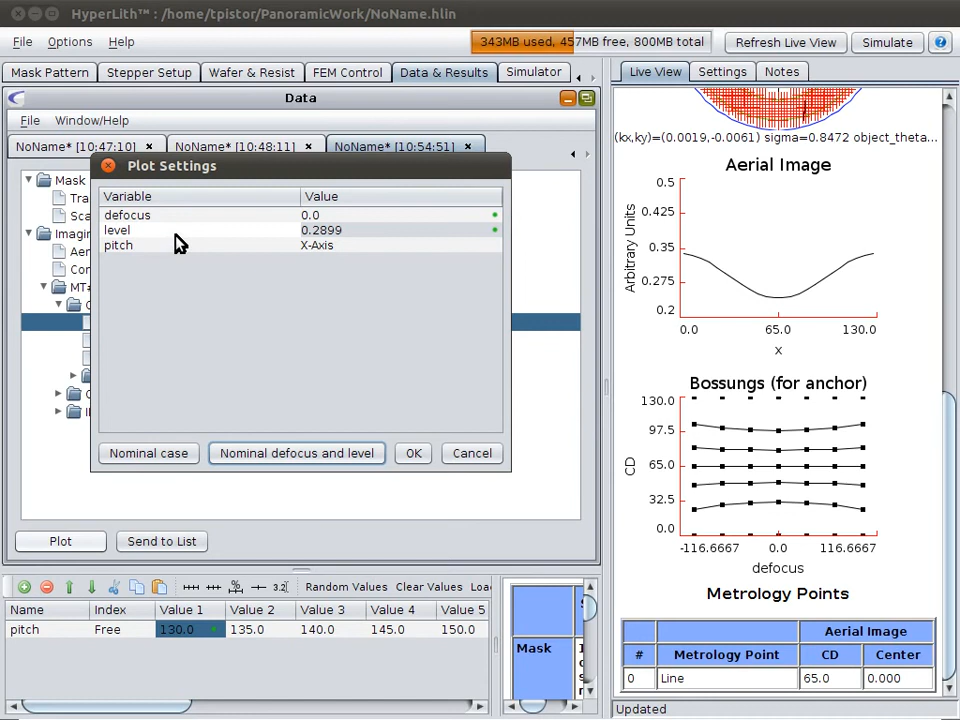 HyperLith™ : /home/tpistor/PanoramicWork/NoName.hlin
File Options Help
343MB used, 457MB free, 800MB total
Refresh Live View
Simulate
Mask Pattern Stepper Setup Wafer & Resist FEM Control Data & Results Simulator
Live View Settings Notes
Data
File Window/Help
NoName* [10:47:10] × NoName* [10:48:11] × NoName* [10:54:51] ×
Mask
Tra
Sca
Imagin
Aer
Con
MT#
Plot Settings
Variable Value
defocus 0.0
level 0.2899
pitch X-Axis
Nominal case
Nominal defocus and level
OK
Cancel
Plot
Send to List
Random Values Clear Values Loa
Name Index Value 1 Value 2 Value 3 Value 4 Value 5
pitch Free 130.0 135.0 140.0 145.0 150.0
Mask
(kx,ky)=(0.0019,-0.0061) sigma=0.8472 object_theta...
Aerial Image
Arbitrary Units
0.5
0.425
0.35
0.275
0.2
0.0 65.0 130.0
x
Bossungs (for anchor)
CD
130.0
97.5
65.0
32.5
0.0
-116.6667 0.0 116.6667
defocus
Metrology Points
Aerial Image
# Metrology Point CD Center
0 Line 65.0 0.000
Updated